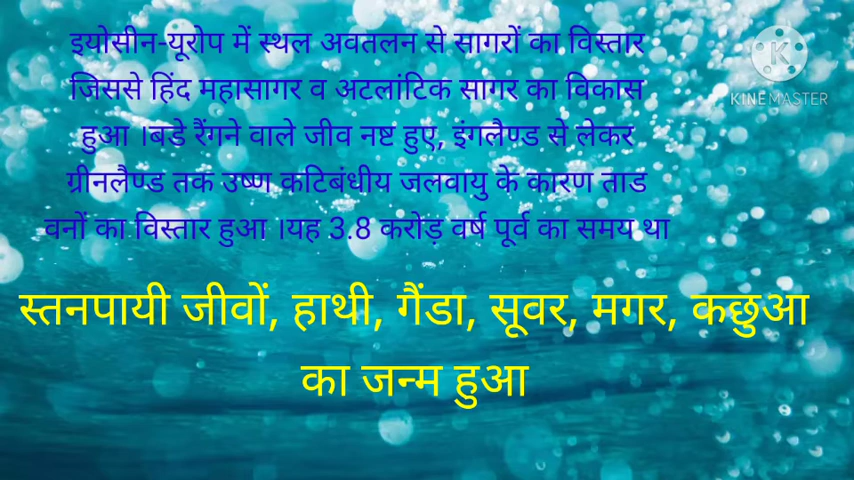 इयोसीन-यूरोप में स्थल अवतलन से सागरों का विस्तार
जिससे हिंद महासागर व अटलांटिक सागर का विकास
हुआ ।बडे रैंगने वाले जीव नष्ट हुए, इंगलैण्ड से लेकर
ग्रीनलैण्ड तक उष्ण कटिबंधीय जलवायु के कारण ताड
वनों का विस्तार हुआ ।यह 3.8 करोड़ वर्ष पूर्व का समय था
स्तनपायी जीवों, हाथी, गैंडा, सूवर, मगर, कछुआ
का जन्म हुआ
K
KINEMASTER